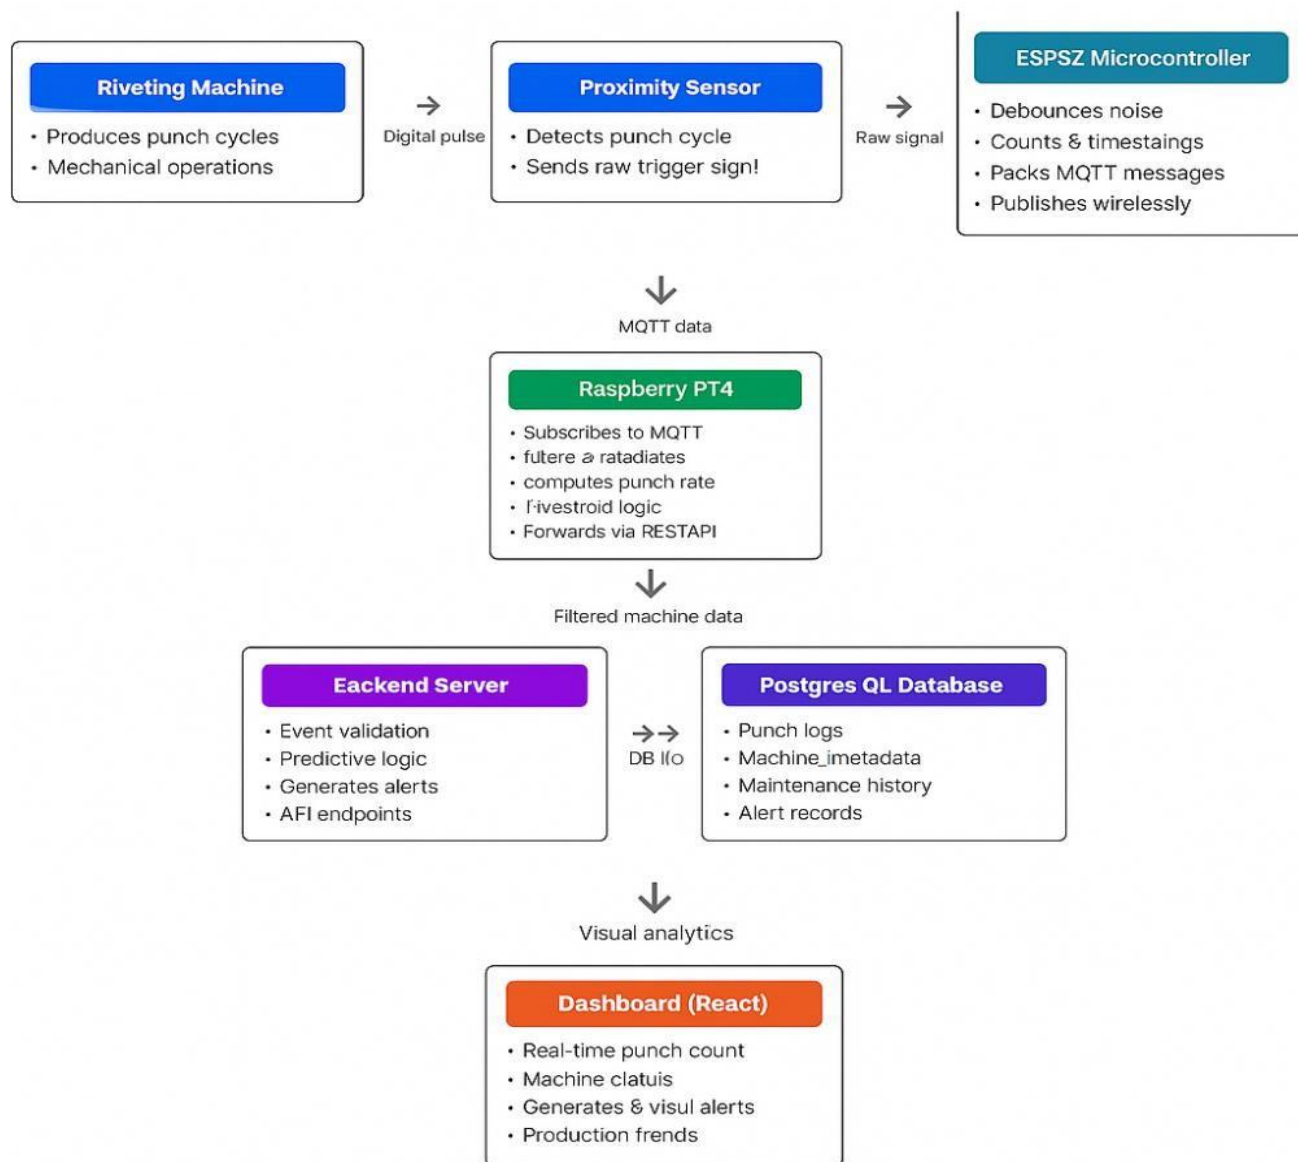 Riveting Machine
• Produces punch cycles
• Mechanical operations
Digital pulse
Proximity Sensor
• Detects punch cycle
• Sends raw trigger sign!
Raw signal
ESPSZ Microcontroller
• Debounces noise
• Counts & timestaings
• Packs MQTT messages
• Publishes wirelessly
MQTT data
Raspberry PT4
• Subscribes to MQTT
• futere a ratadiates
• computes punch rate
• logic
• Forwards via RESTAPI
Filtered machine data
Eackend Server
• Event validation
• Predictive logic
• Generates alerts
• AFI endpoints
DB
Postgres QL Database
• Punch logs
• Machine_imetadata
• Maintenance history
• Alert records
Visual analytics
Dashboard (React)
• Real-time punch count
• Machine clatuis
• Generates & visul alerts
• Production frends